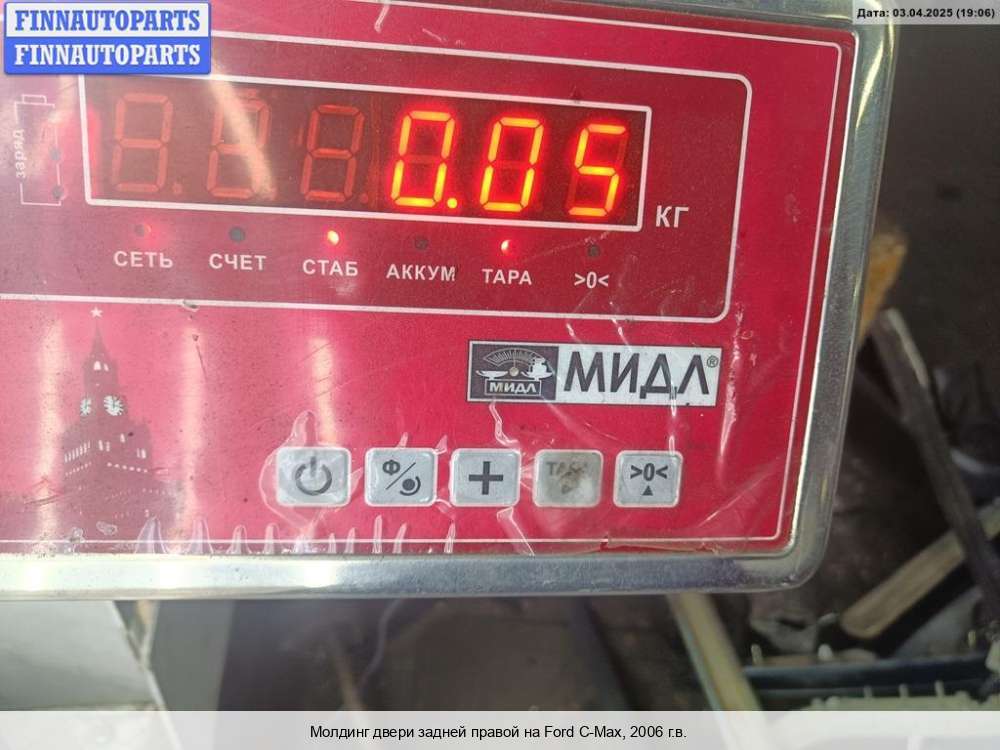 FINNAUTOPARTS
FINNAUTOPARTS
Дата: 03.04.2025 (19:06)
заряд
0.05
КГ
СЕТЬ СЧЕТ СТАБ АККУМ ТАРА >0<
МИДЛ МИДЛ®
Ф + ТАРА >0<
Молдинг двери задней правой на Ford C-Max, 2006 г.в.